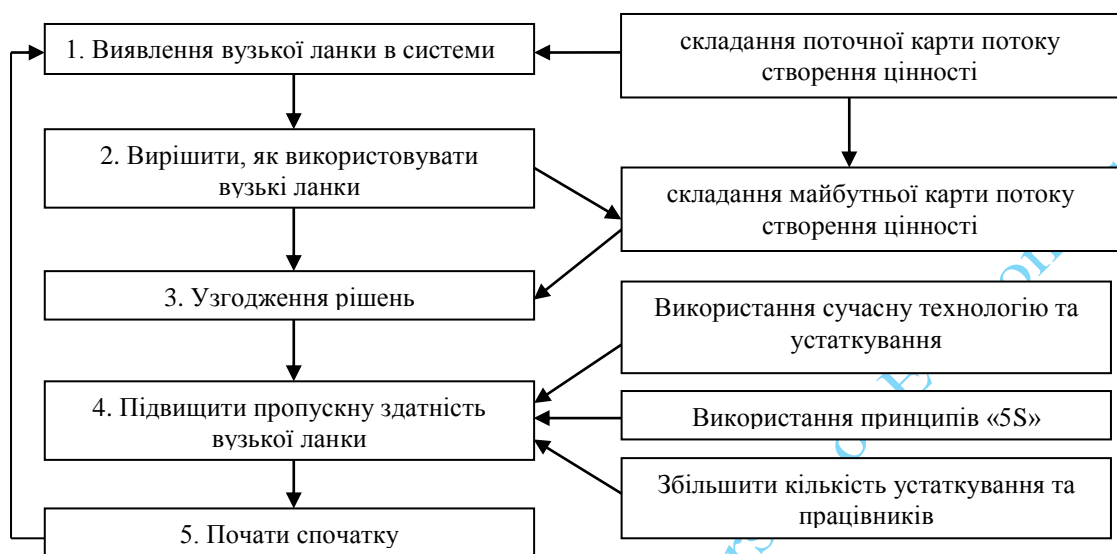 1. Виявлення вузької ланки в системи
складання поточної карти потоку
створення цінності
2. Вирішити, як використовувати
вузькі ланки
складання майбутньої карти потоку
створення цінності
3. Узгодження рішень
Використання сучасну технологію та
устаткування
4. Підвищити пропускну здатність
вузької ланки
Використання принципів «5S»
Збільшити кількість устаткування та
працівників
5. Почати спочатку